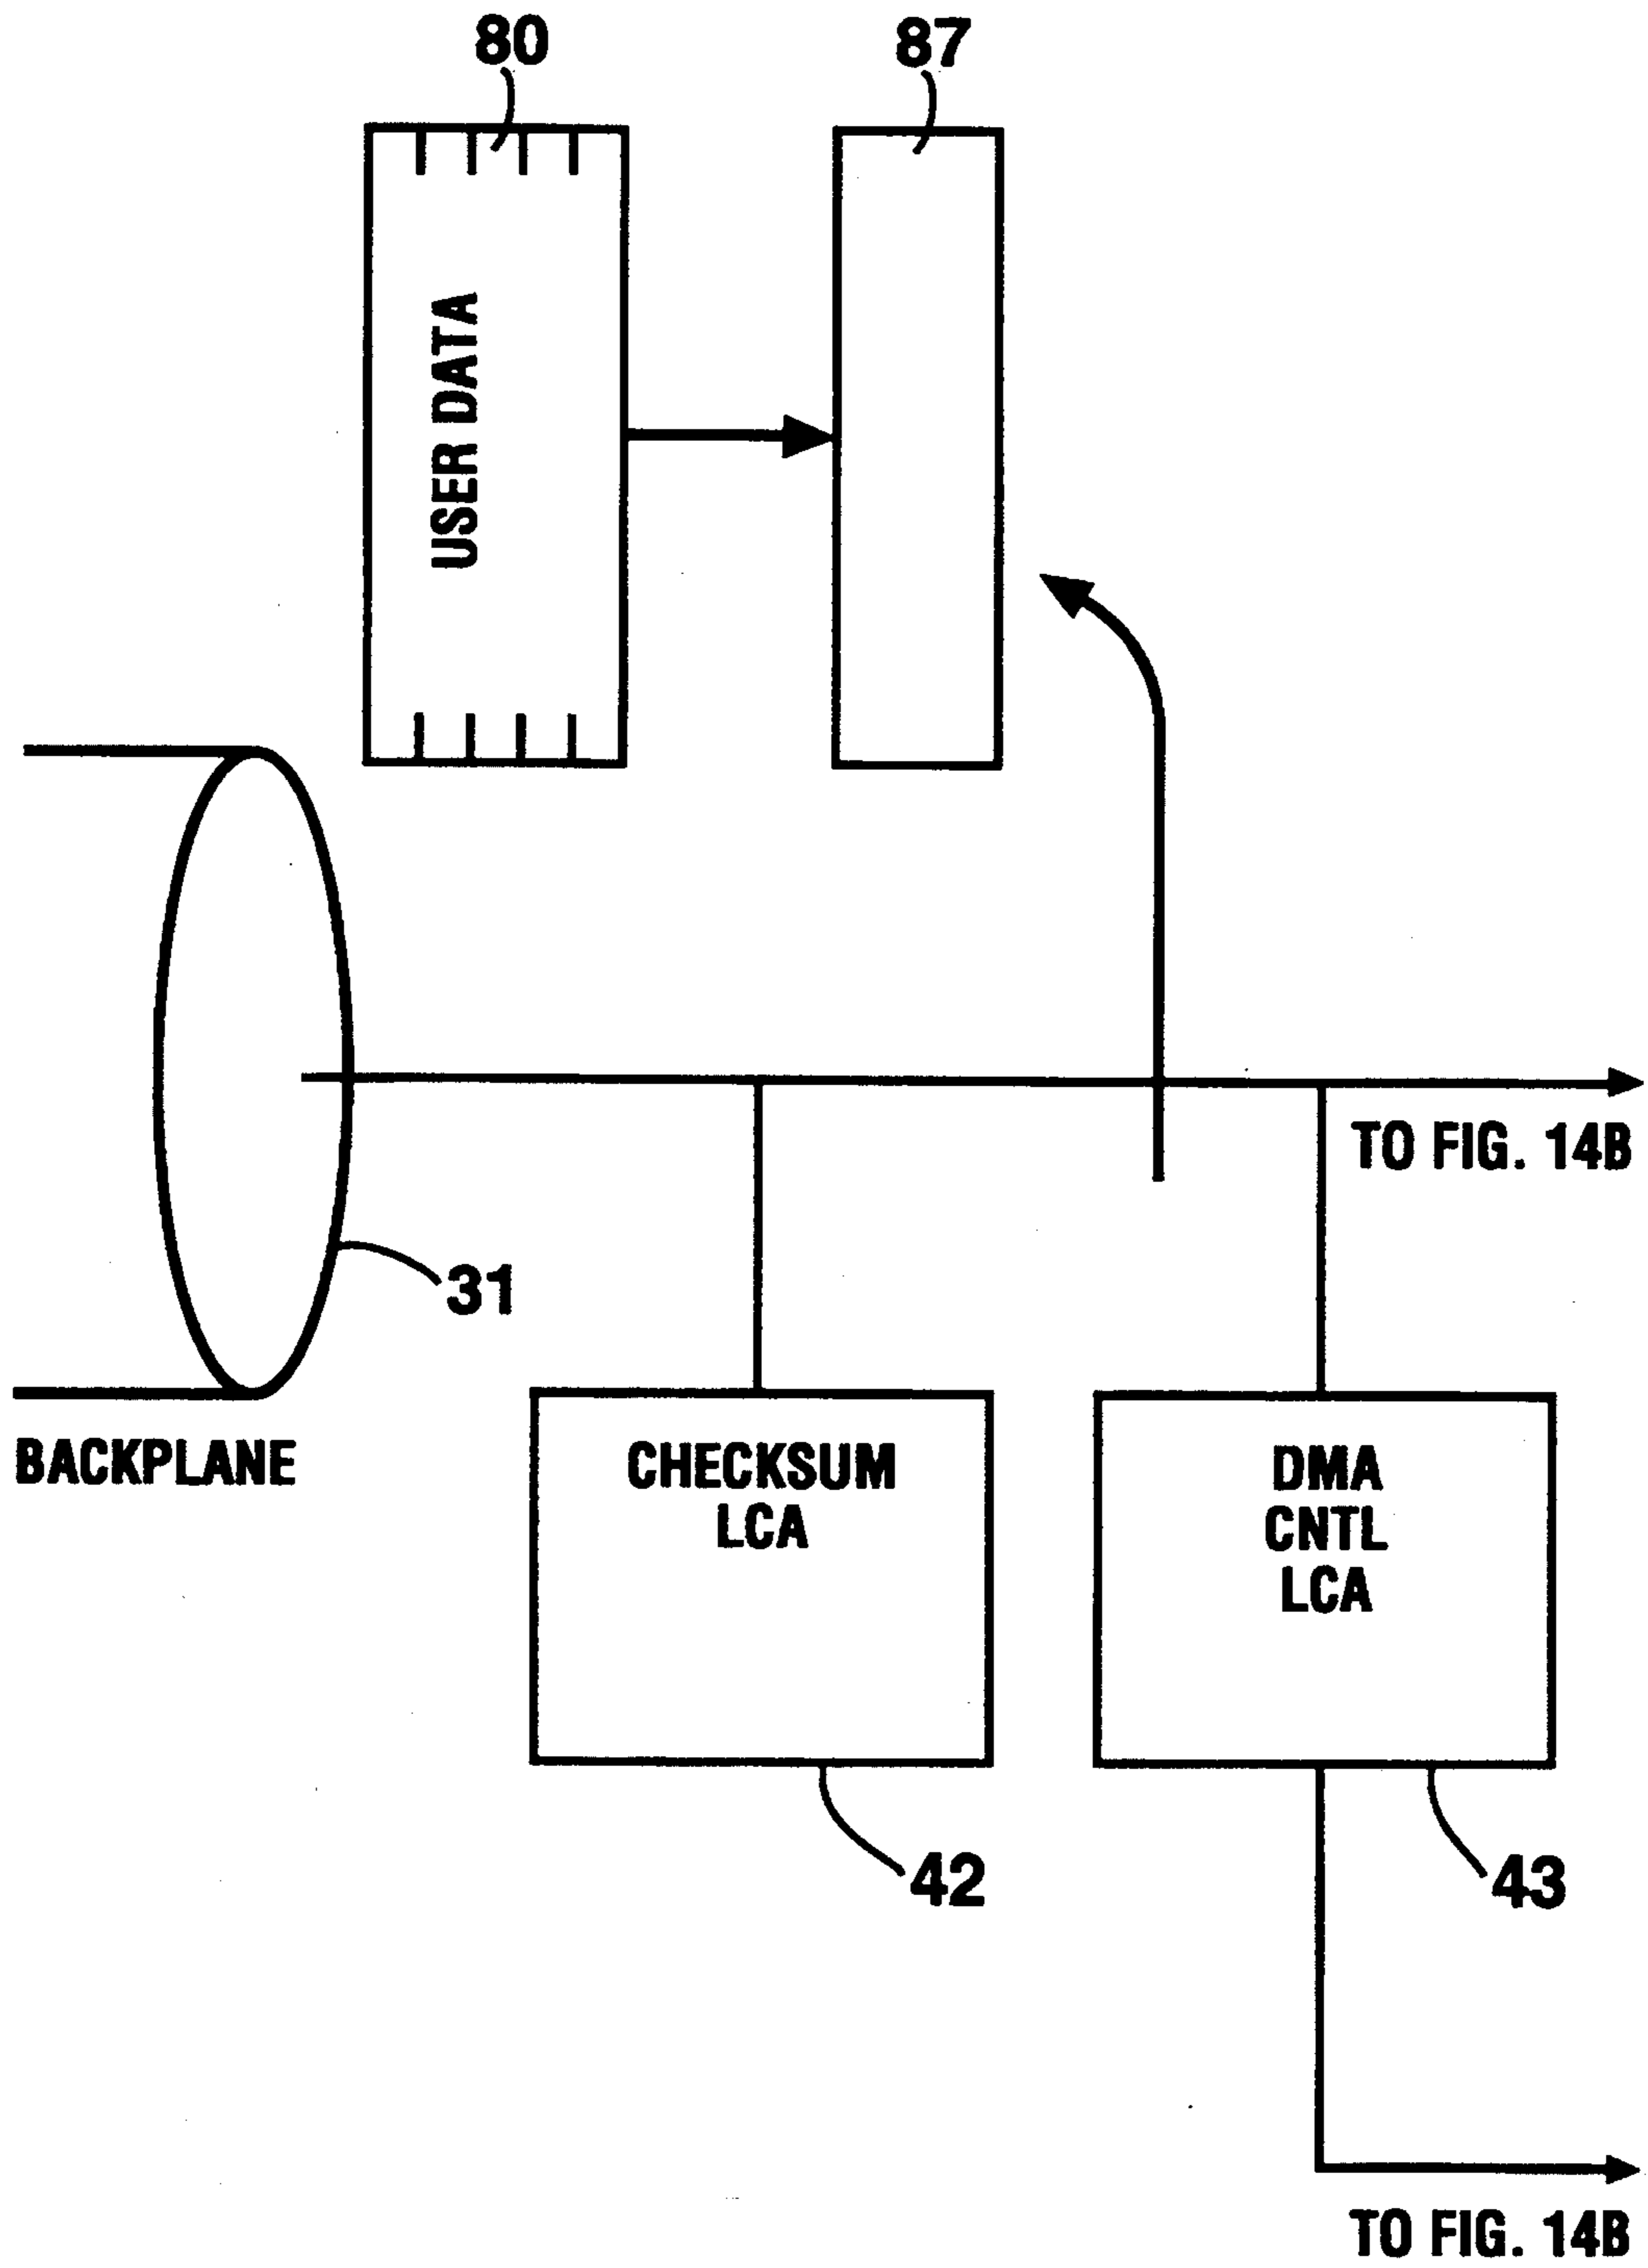 80
87
USER DATA
TO FIG. 14B
31
BACKPLANE
CHECKSUM
LCA
DMA
CNTL
LCA
42
43
TO FIG. 14B